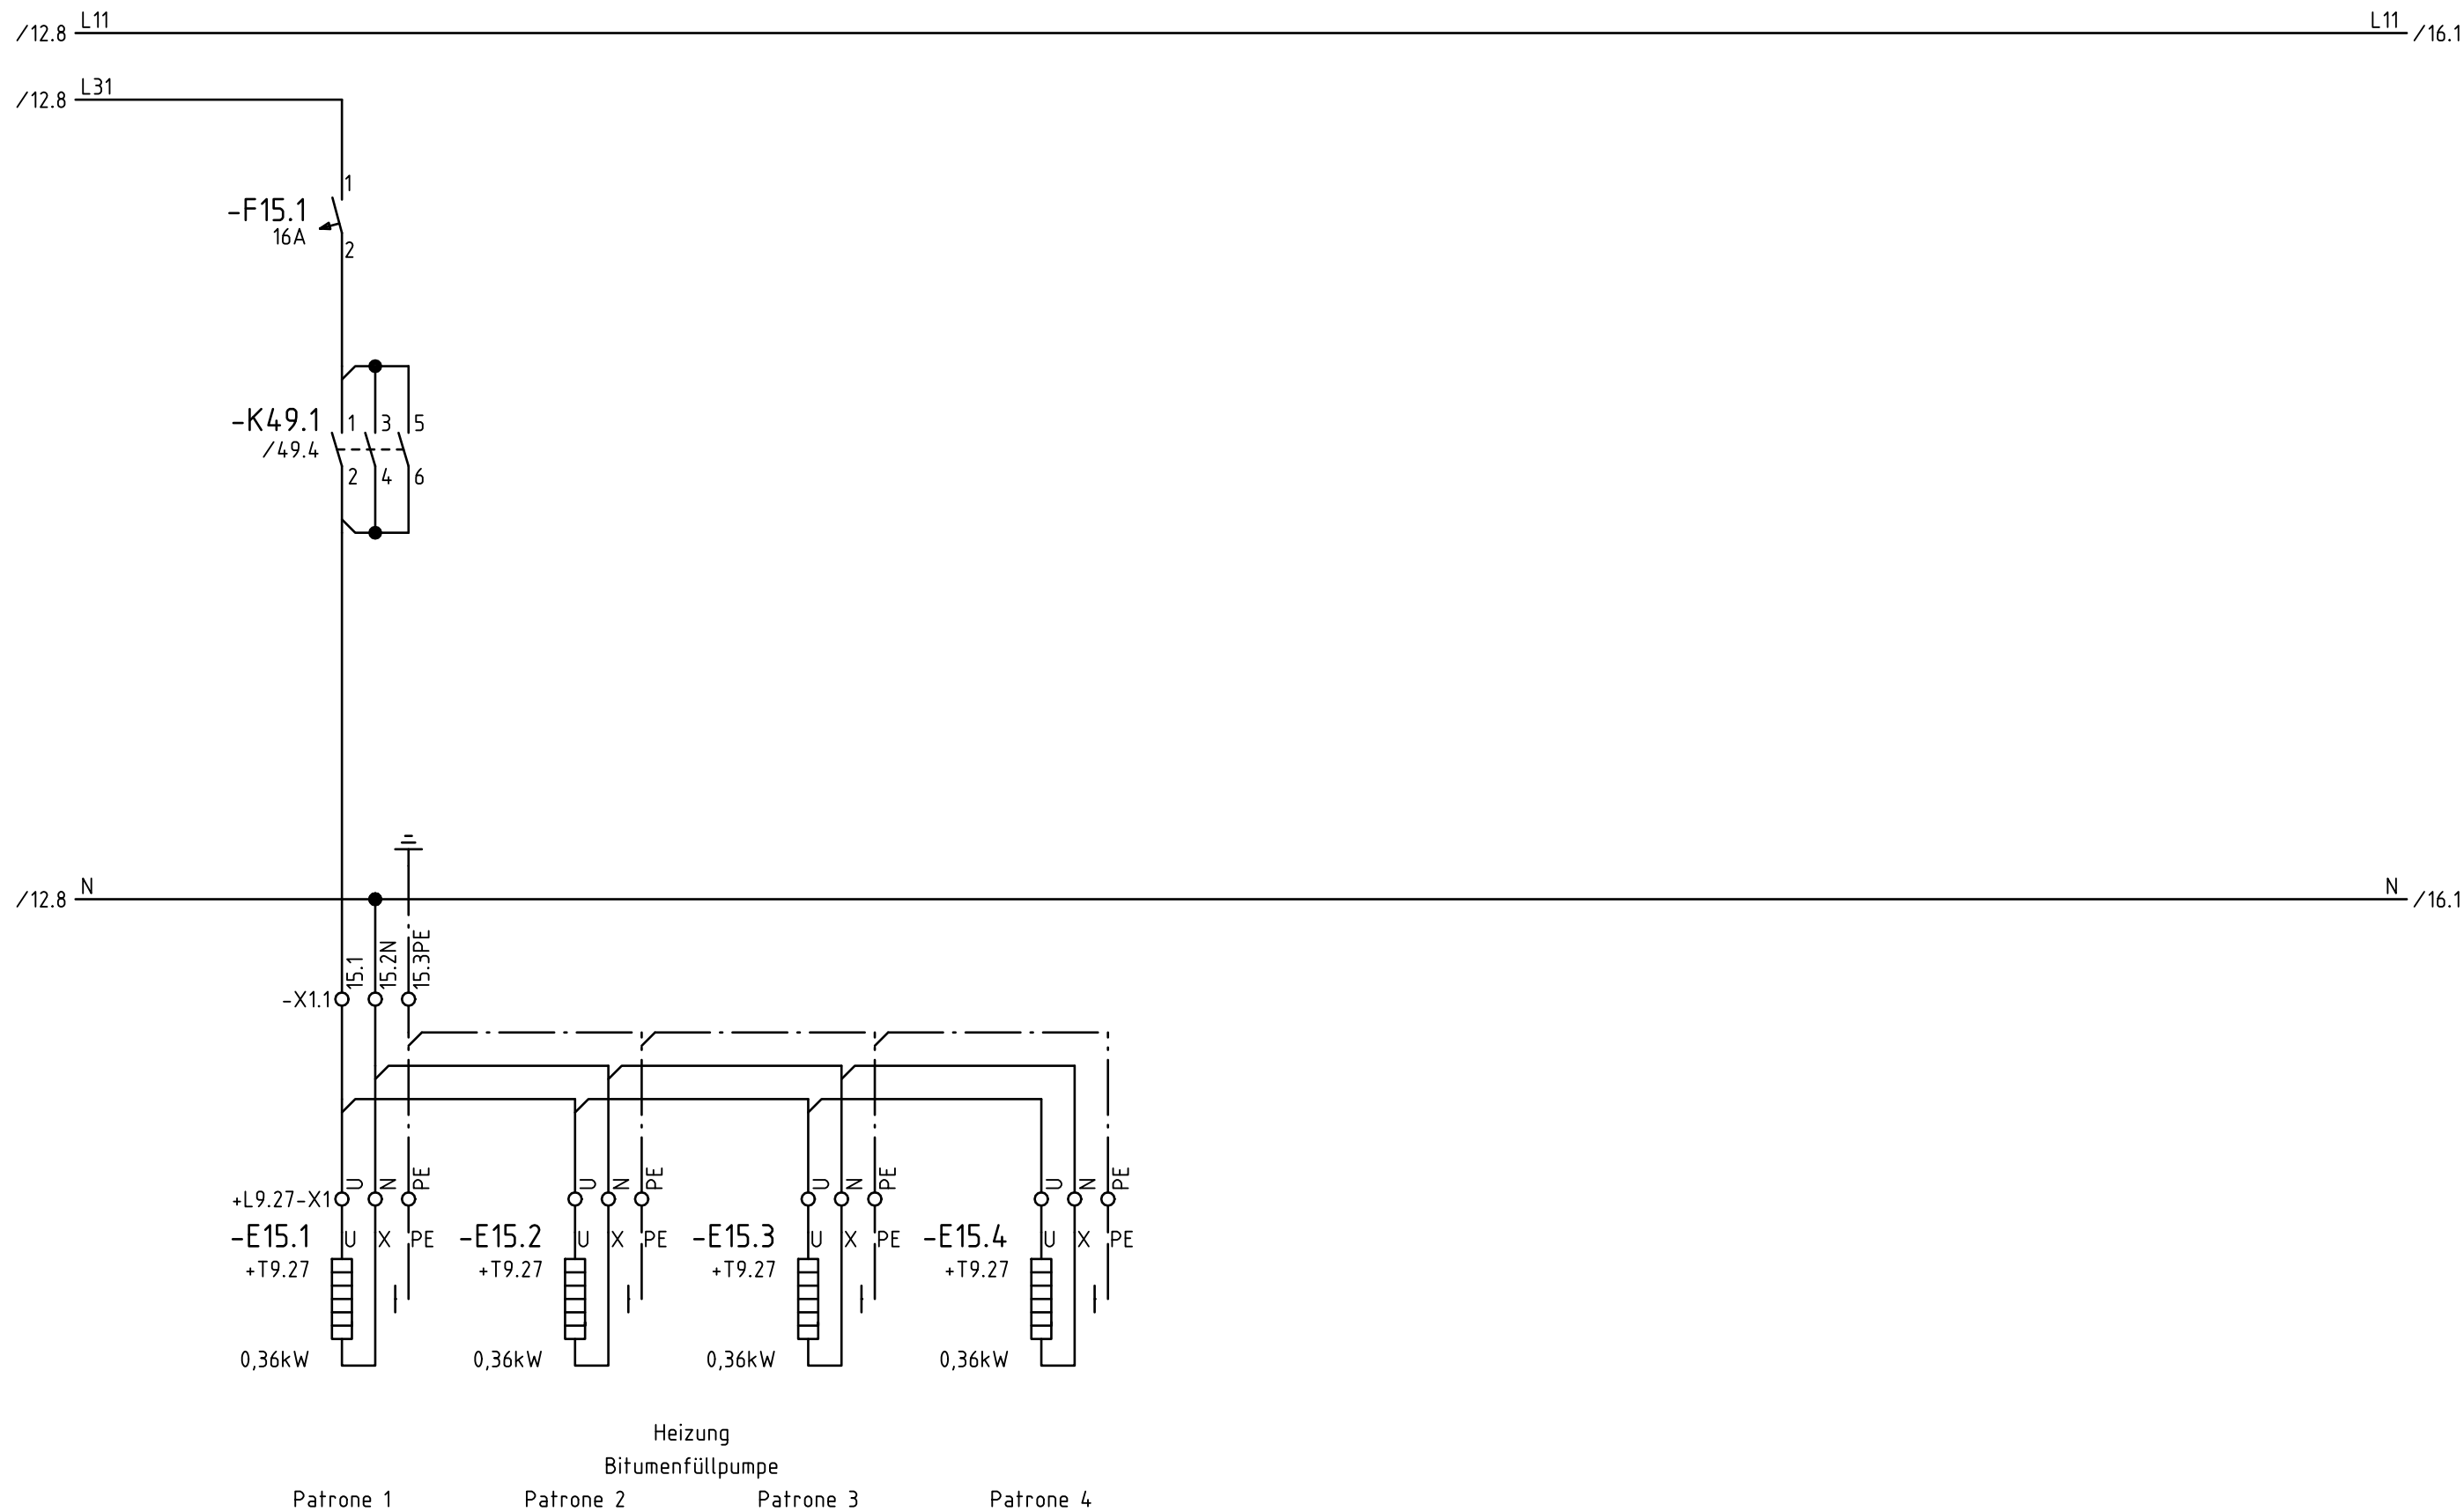 L11 L11
/12.8 /16.1
L31
/12.8
1
-F15.1
16A
2
-K49.1 1 3 5
/49.4
2 4 6
N N
/12.8 /16.1
15.1 15.2N 15.3PE
-X1.1
U N PE U N PE U N PE U N PE
+L9.27-X1
-E15.1 U X PE -E15.2 U X PE -E15.3 U X PE -E15.4 U X PE
+T9.27 +T9.27 +T9.27 +T9.27
0,36kW 0,36kW 0,36kW 0,36kW
Heizung
Bitumenfüllpumpe
Patrone 1 Patrone 2 Patrone 3 Patrone 4